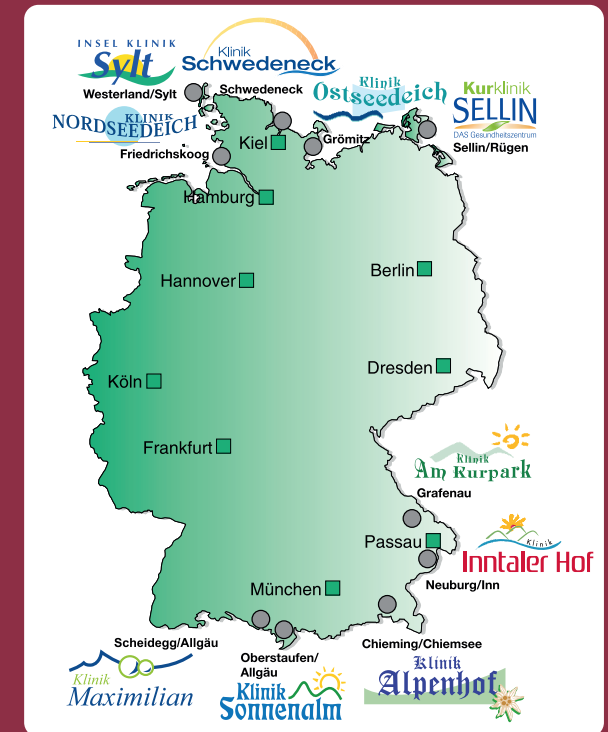 INSEL KLINIK
Sylt
Klinik
Schwedeneck
Westerland/Sylt
Schwedeneck
Klinik
Ostseedeich
Kurklinik
SELLIN
DAS Gesundheitszentrum
KLINIK
NORDSEEDEICH
Friedrichskoog
Kiel
Grömitz
Sellin/Rügen
Hamburg
Hannover
Berlin
Dresden
Köln
Frankfurt
Klinik
Am Kurpark
Grafenau
Passau
Klinik
Inntaler Hof
Neuburg/Inn
München
Scheidegg/Allgäu
Klinik
Maximilian
Oberstaufen/
Allgäu
Klinik
Sonnenalm
Chieming/Chiemsee
Klinik
Alpenhof